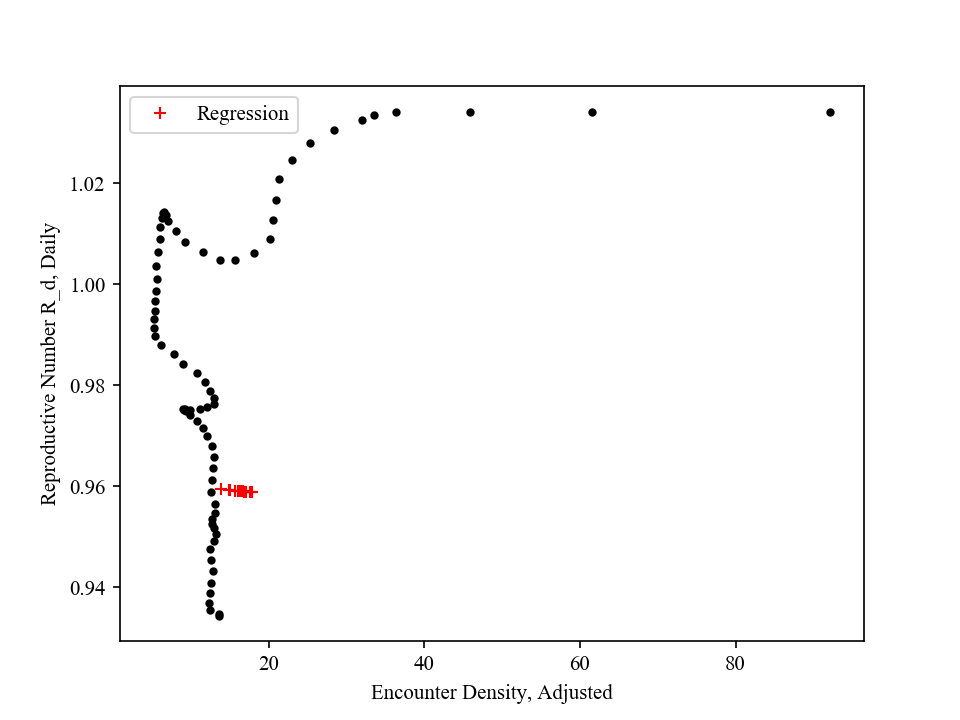 Regression
1.02
1.00
0.98
0.96
0.94
Reproductive Number R_d, Daily
20 40 60 80
Encounter Density, Adjusted